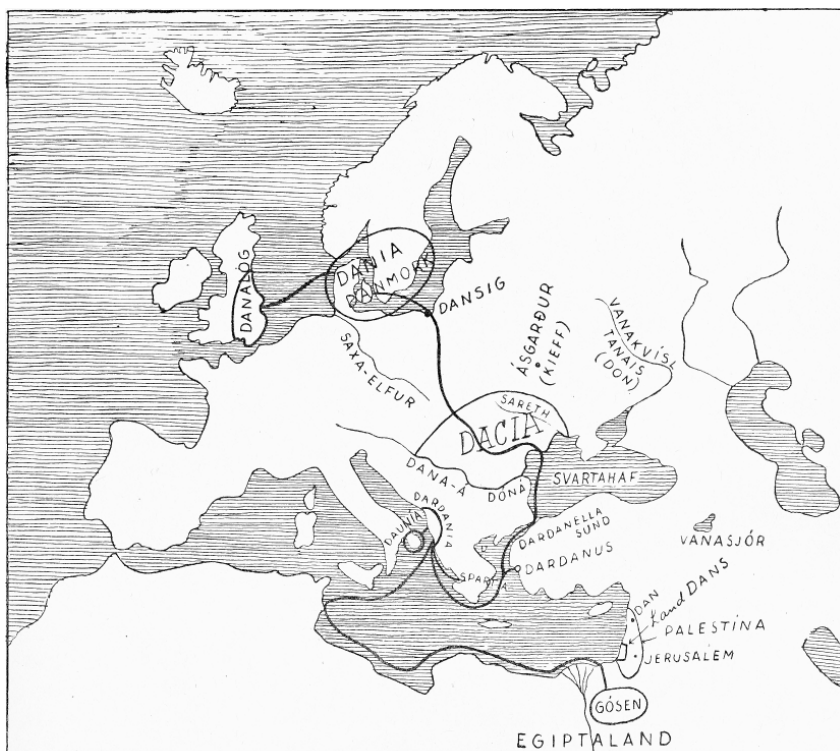 DANALÖG
DANIA
DANMÖRK
DANSIG
SAXA-ELFUR
ÁSGARÐUR
(KIEFF)
VANAKVÍSL
TANAIS
(DON)
SARETH
DACIA
DANA-Á
DÓNÁ
SVARTAHAF
DAUNIA
DARDANIA
DARDANELLA
SUND
VANASJÓR
SPARTA
DARDANUS
DAN
Land DANS
PALESTÍNA
JERUSALEM
GÓSEN
EGIPTALAND